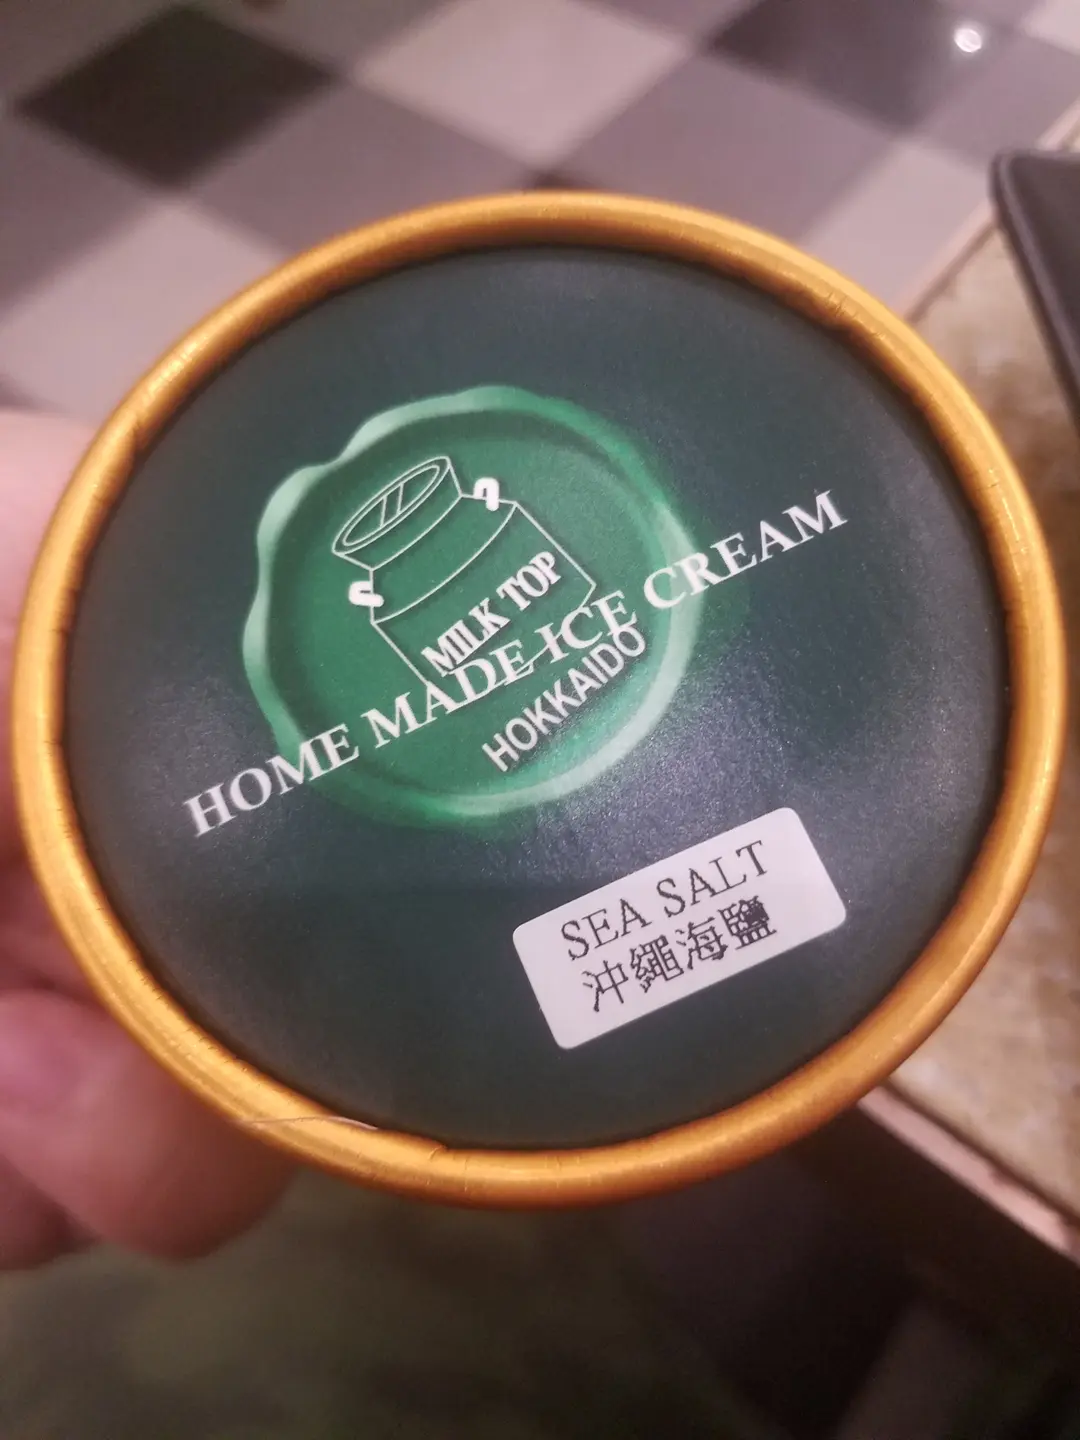 MILK TOP
HOME MADE ICE CREAM
HOKKAIDO
SEA SALT
沖繩海鹽